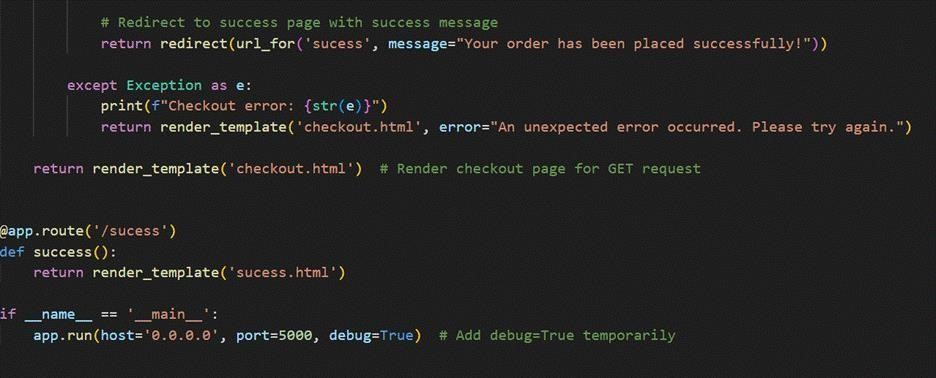 # Redirect to success page with success message
return redirect(url_for('sucess', message="Your order has been placed successfully!"))
except Exception as e:
print(f"Checkout error: {str(e)}")
return render_template('checkout.html', error="An unexpected error occurred. Please try again.")
return render_template('checkout.html')  # Render checkout page for GET request
@app.route('/sucess')
def success():
return render_template('sucess.html')
if __name__ == '__main__':
app.run(host='0.0.0.0', port=5000, debug=True)  # Add debug=True temporarily